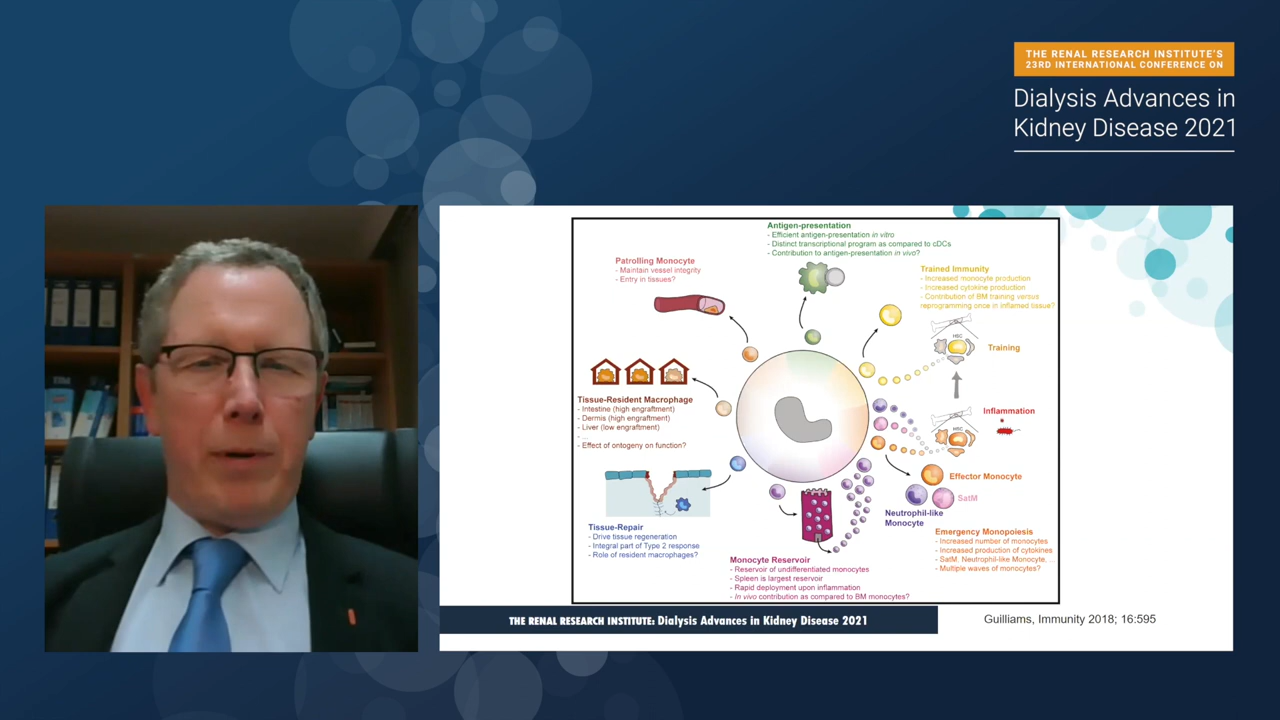 THE RENAL RESEARCH INSTITUTE'S
23RD INTERNATIONAL CONFERENCE ON
Dialysis Advances in
Kidney Disease 2021
Antigen-presentation
- Efficient antigen-presentation in vitro
- Distinct transcriptional program as compared to cDCs
- Contribution to antigen-presentation in vivo?
Patrolling Monocyte
- Maintain vessel integrity
- Entry in tissues?
Trained Immunity
- Increased monocyte production
- Increased cytokine production
- Contribution of BM training versus
reprogramming once in inflamed tissue?
HSC
Training
Tissue-Resident Macrophage
- Intestine (high engraftment)
- Dermis (high engraftment)
- Liver (low engraftment)
- ...
- Effect of ontogeny on function?
Inflammation
HSC
Effector Monocyte
SatM
Neutrophil-like
Monocyte
Tissue-Repair
- Drive tissue regeneration
- Integral part of Type 2 response
- Role of resident macrophages?
Emergency Monopoiesis
- Increased number of monocytes
- Increased production of cytokines
- SatM, Neutrophil-like Monocyte,...
- Multiple waves of monocytes?
Monocyte Reservoir
- Reservoir of undifferentiated monocytes
- Spleen is largest reservoir
- Rapid deployment upon inflammation
- In vivo contribution as compared to BM monocytes?
THE RENAL RESEARCH INSTITUTE: Dialysis Advances in Kidney Disease 2021
Guilliams, Immunity 2018; 16:595